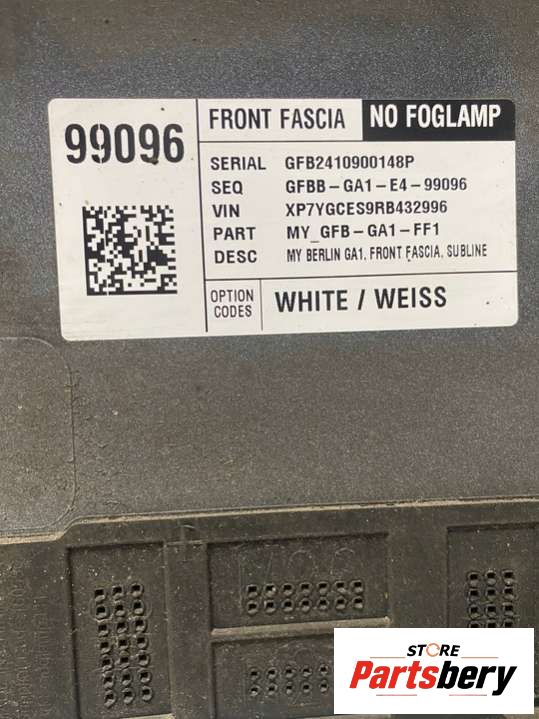 99096
FRONT FASCIA
NO FOGLAMP
SERIAL GFB2410900148P
SEQ GFBB-GA1-E4-99096
VIN XP7YGCES9RB432996
PART MY_GFB-GA1-FF1
DESC MY BERLIN GA1, FRONT FASCIA, SUBLINE
OPTION CODES
WHITE / WEISS
STORE
Partsbery